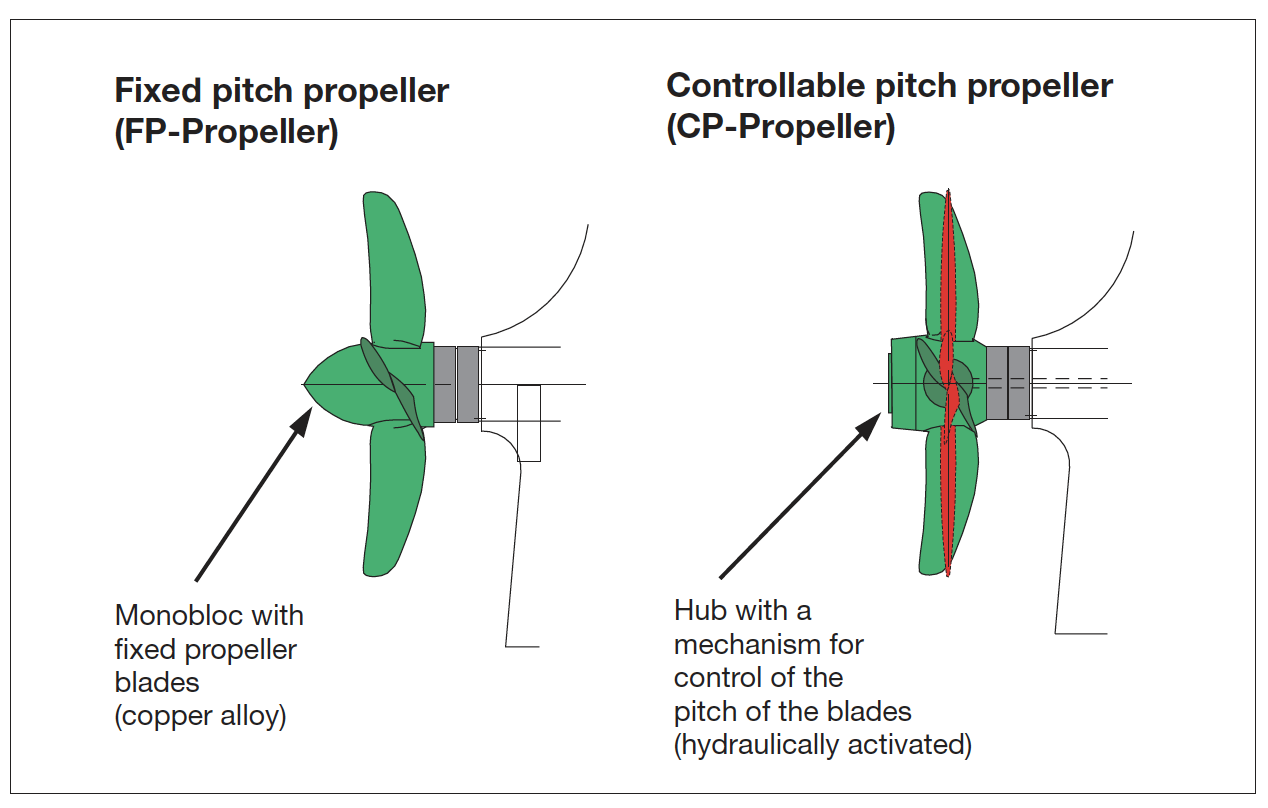 Fixed pitch propeller
(FP-Propeller)
Controllable pitch propeller
(CP-Propeller)
Monobloc with
fixed propeller
blades
(copper alloy)
Hub with a
mechanism for
control of the
pitch of the blades
(hydraulically activated)